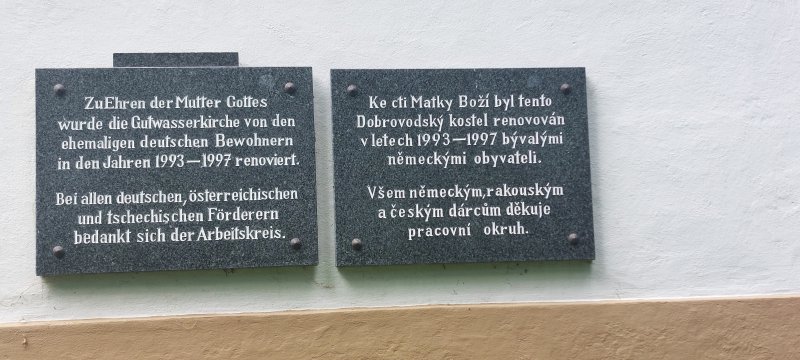 Zu Ehren der Mutter Gottes
wurde die Gutwasserkirche von den
ehemaligen deutschen Bewohnern
in den Jahren 1993—1997 renoviert.
Bei allen deutschen, österreichischen
und tschechischen Förderern
bedankt sich der Arbeitskreis.
Ke cti Matky Boží byl tento
Dobrovodský kostel renovován
v letech 1993—1997 bývalými
německými obyvateli.
Všem německým, rakouským
a českým dárcům děkuje
pracovní okruh.